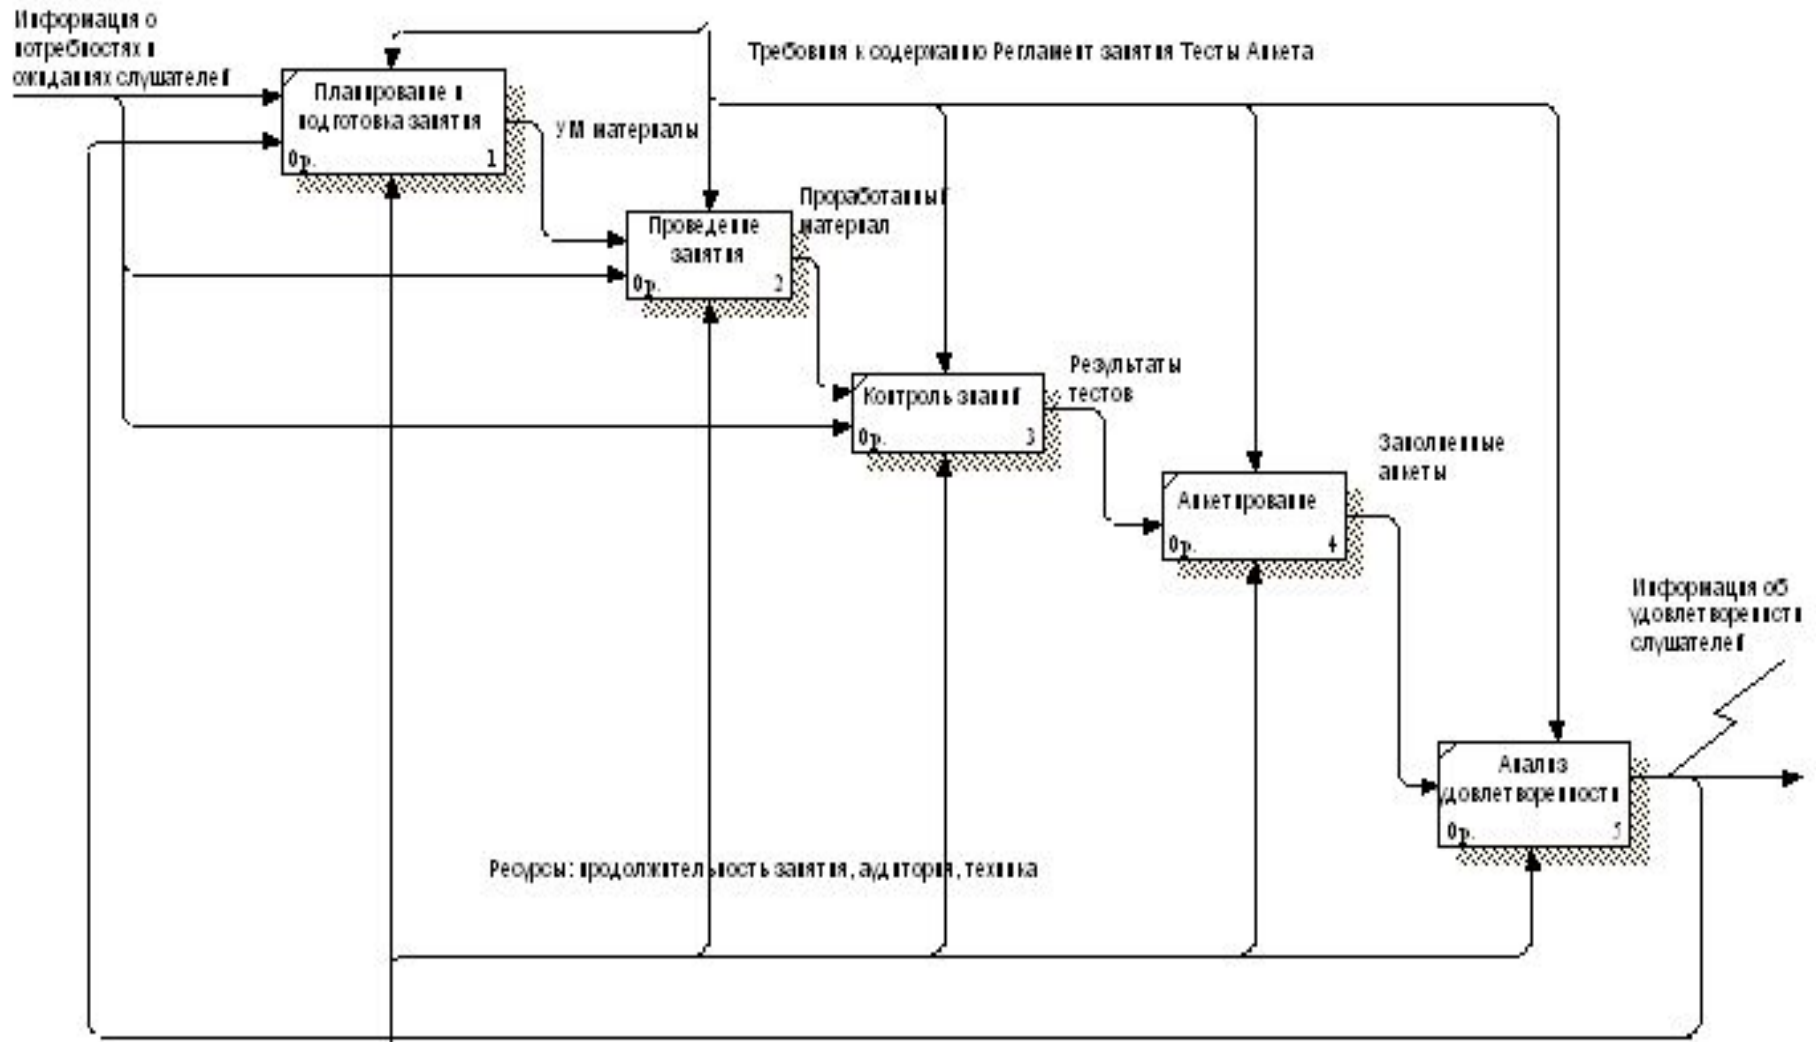 Информация о
потребностях и
ожиданиях слушателей
Требовния к содержанию Регламент занятия Тесты Анкета
Планирование и
подготовка занятия
0р. 1
УМ материалы
Проработанный
материал
Проведение
занятия
0р. 2
Результаты
тестов
Контроль знаний
0р. 3
Заполненные
анкеты
Анкетирование
0р. 4
Информация об
удовлетворенности
слушателей
Анализ
удовлетворенности
0р. 5
Ресурсы: продолжительность занятия, аудитория, техника